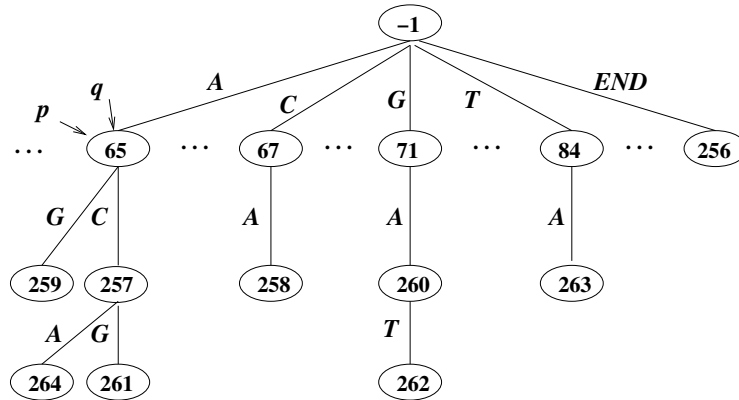 −1
A C G T END
q
p
... 65 ... 67 ... 71 ... 84 ... 256
G C A A A
259 257 258 260 263
A G T
264 261 262